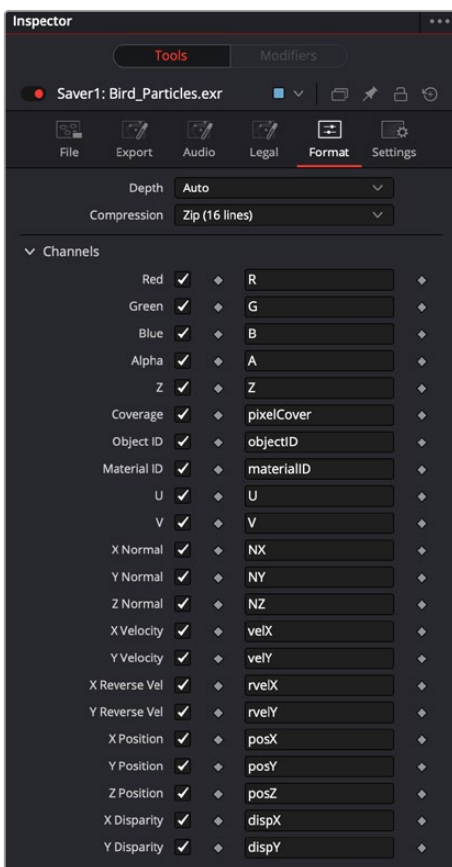 Inspector
Tools Modifiers
Saver1: Bird_Particles.exr
File Export Audio Legal Format Settings
Depth Auto
Compression Zip (16 lines)
Channels
Red R
Green G
Blue B
Alpha A
Z Z
Coverage pixelCover
Object ID objectID
Material ID materialID
U U
V V
X Normal NX
Y Normal NY
Z Normal NZ
X Velocity velX
Y Velocity velY
X Reverse Vel rvelX
Y Reverse Vel rvelY
X Position posX
Y Position posY
Z Position posZ
X Disparity dispX
Y Disparity dispY